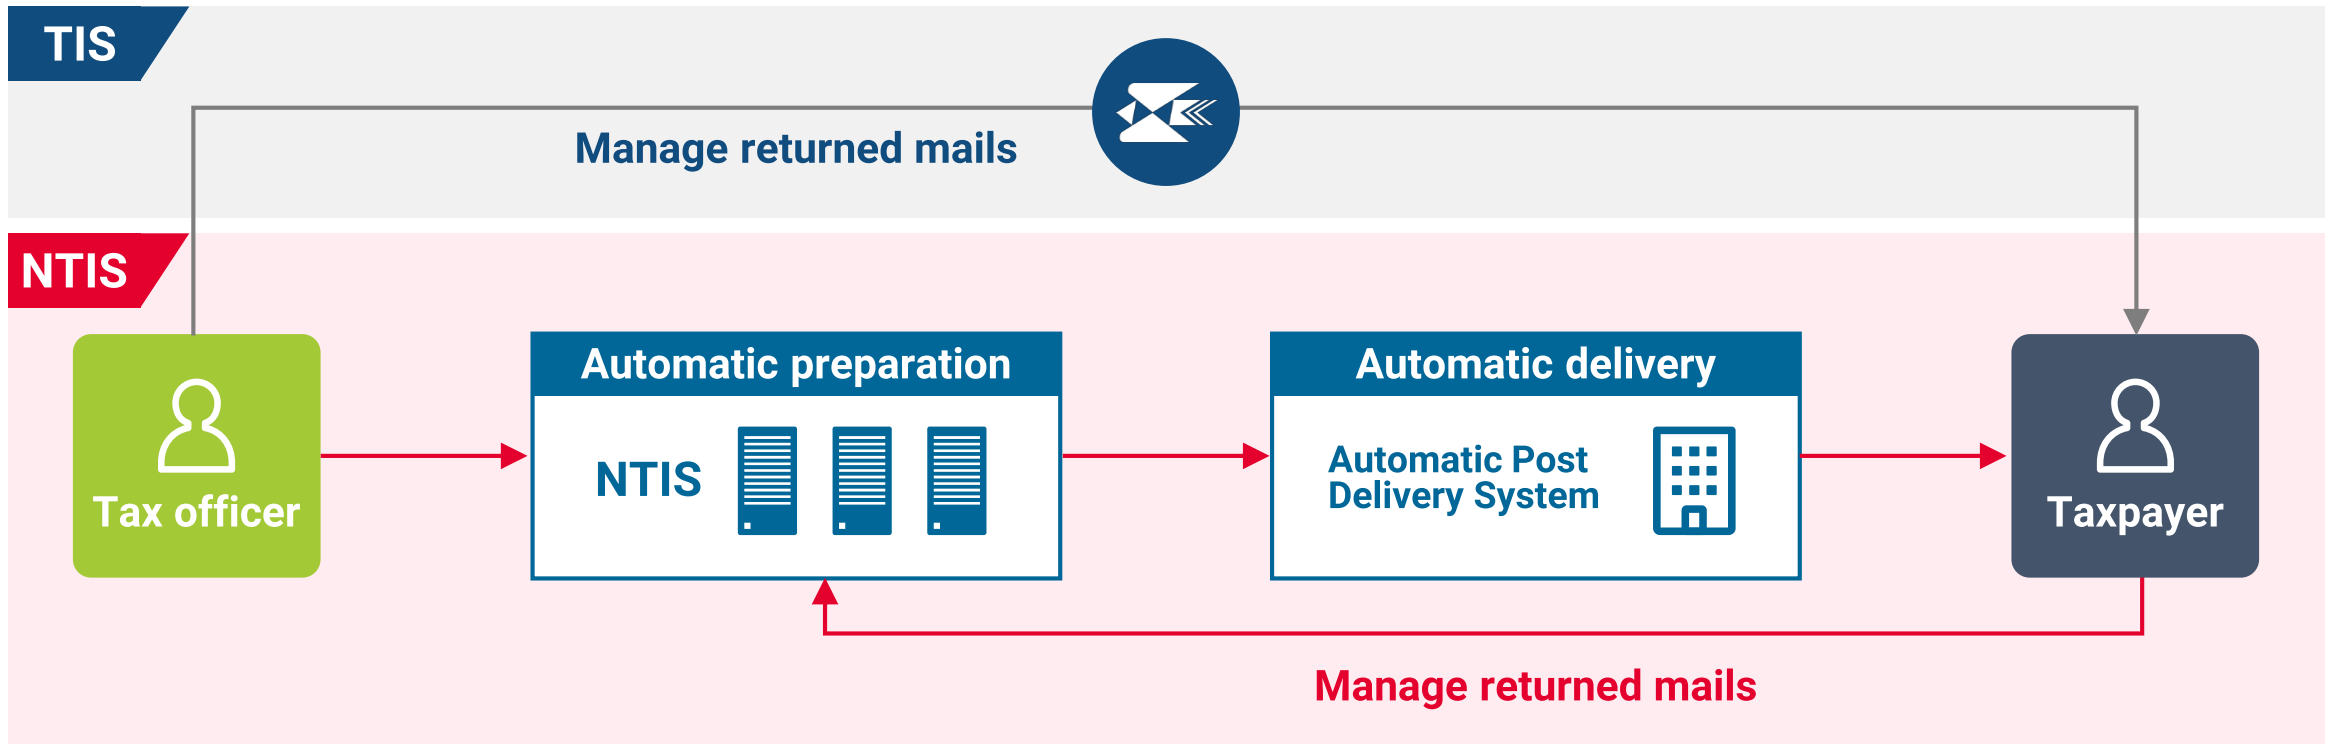 TIS
Manage returned mails
NTIS
Tax officer
Automatic preparation
NTIS
Automatic delivery
Automatic Post
Delivery System
Taxpayer
Manage returned mails